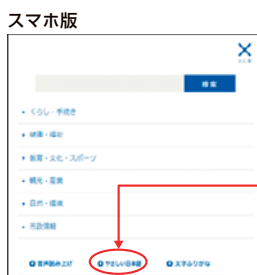 スマホ版
検索
くらし・手続き
健康・福祉
教育・文化・スポーツ
観光・産業
自然・環境
市政情報
音声読み上げ
やさしい日本語
文字ふりがな